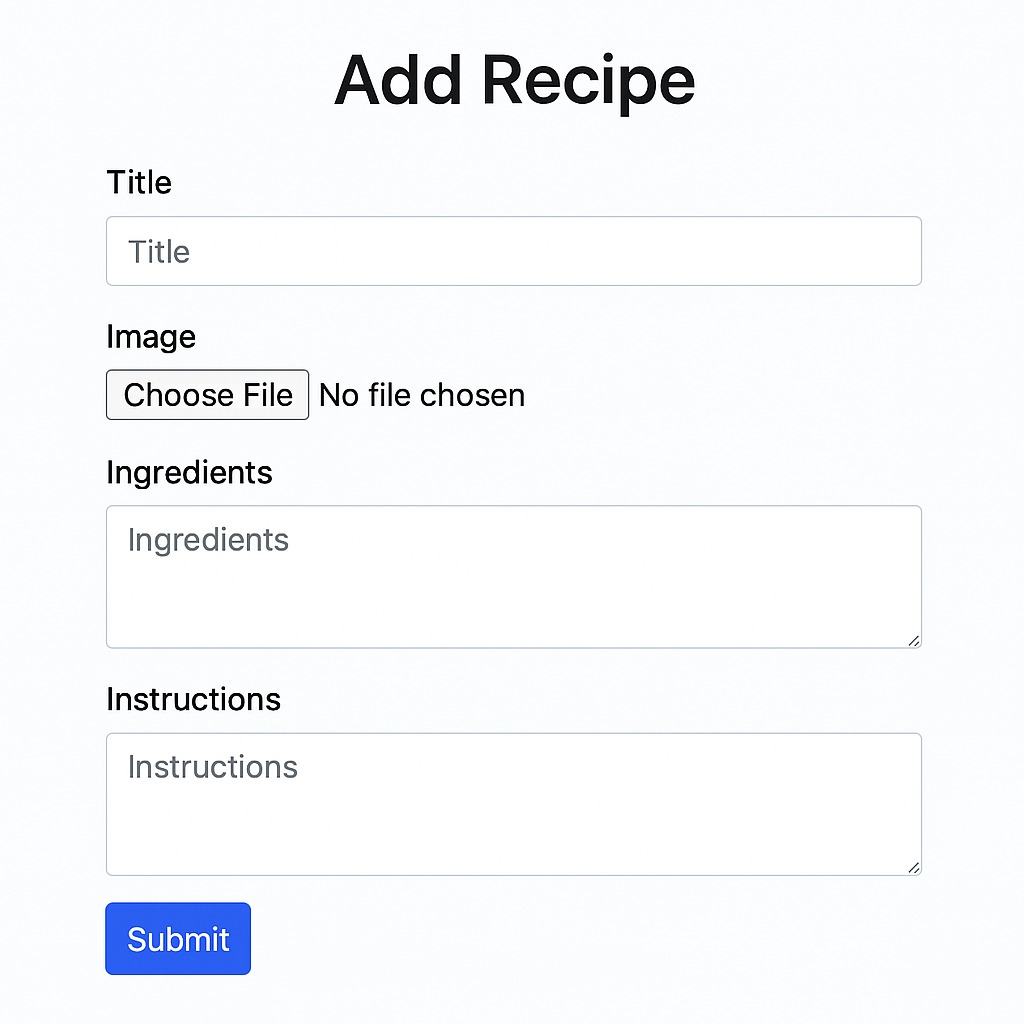 Add Recipe
Title
Title
Image
Choose File No file chosen
Ingredients
Ingredients
Instructions
Instructions
Submit